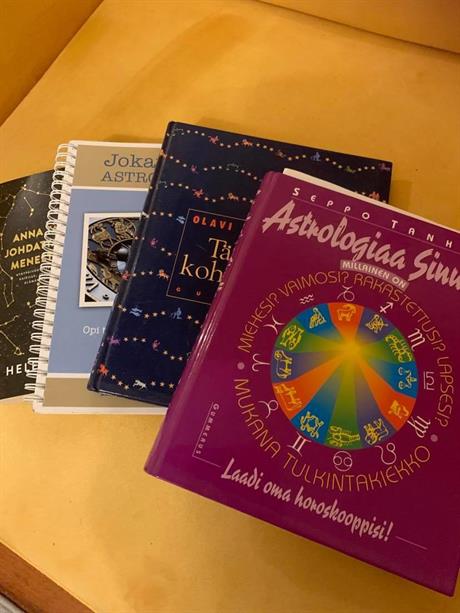 ANNA
JOHDAT
MENE
HEL
Joka
ASTRO
Opi
OLAVI
Tä
koh
GU
SEPPO TANH
Astrologiaa Sinu
MILLAINEN ON
MIEHESI? VAIMOSI? RAKASTETTUSI? LAPSESI?
MUKANA TULKINTAKIEKKO
GUMMERUS
Laadi oma horoskooppisi!